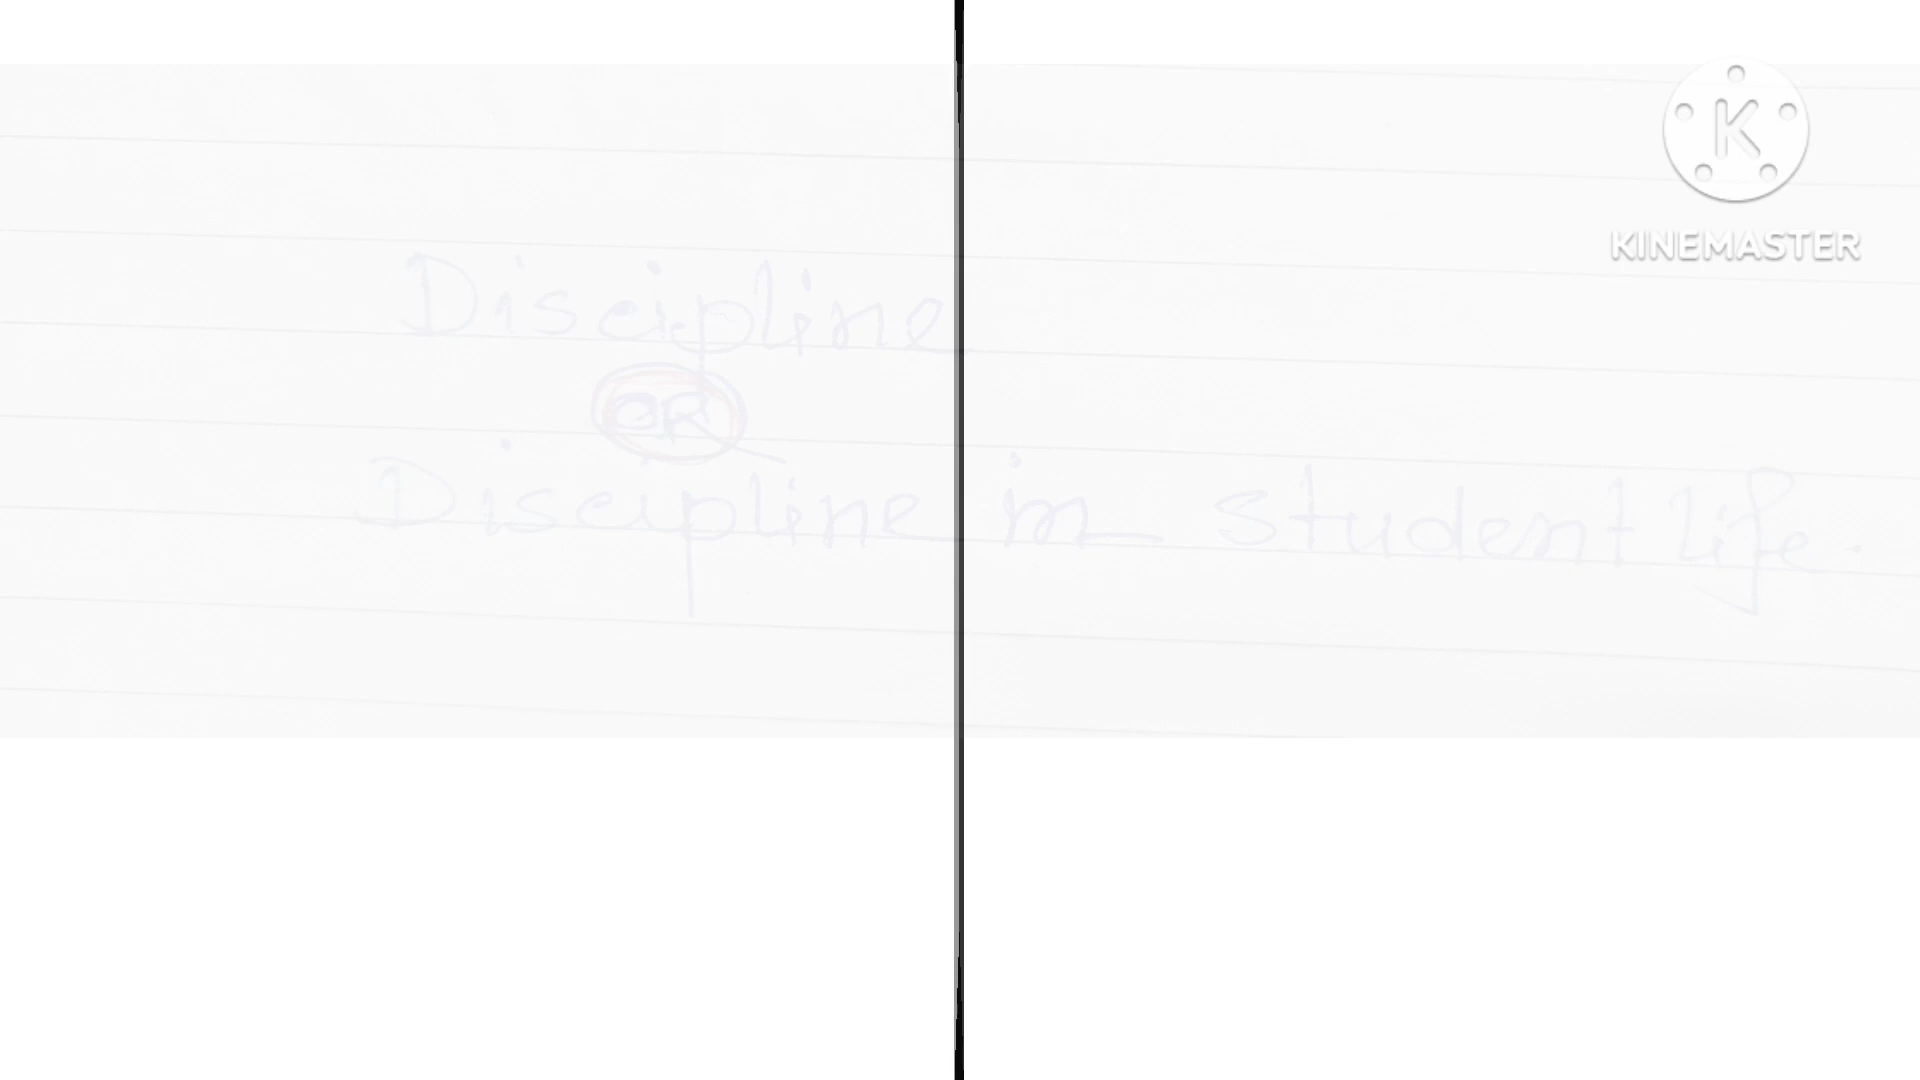 Discipline
OR
Discipline in student life.
K
KINEMASTER